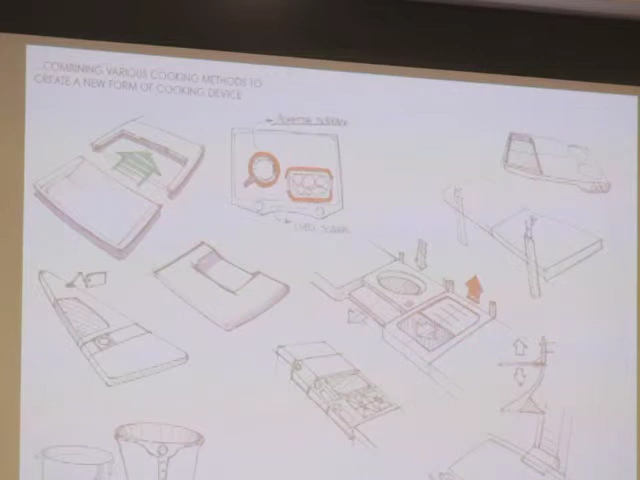 COMBINING VARIOUS COOKING METHODS TO
CREATE A NEW FORM OF COOKING DEVICE